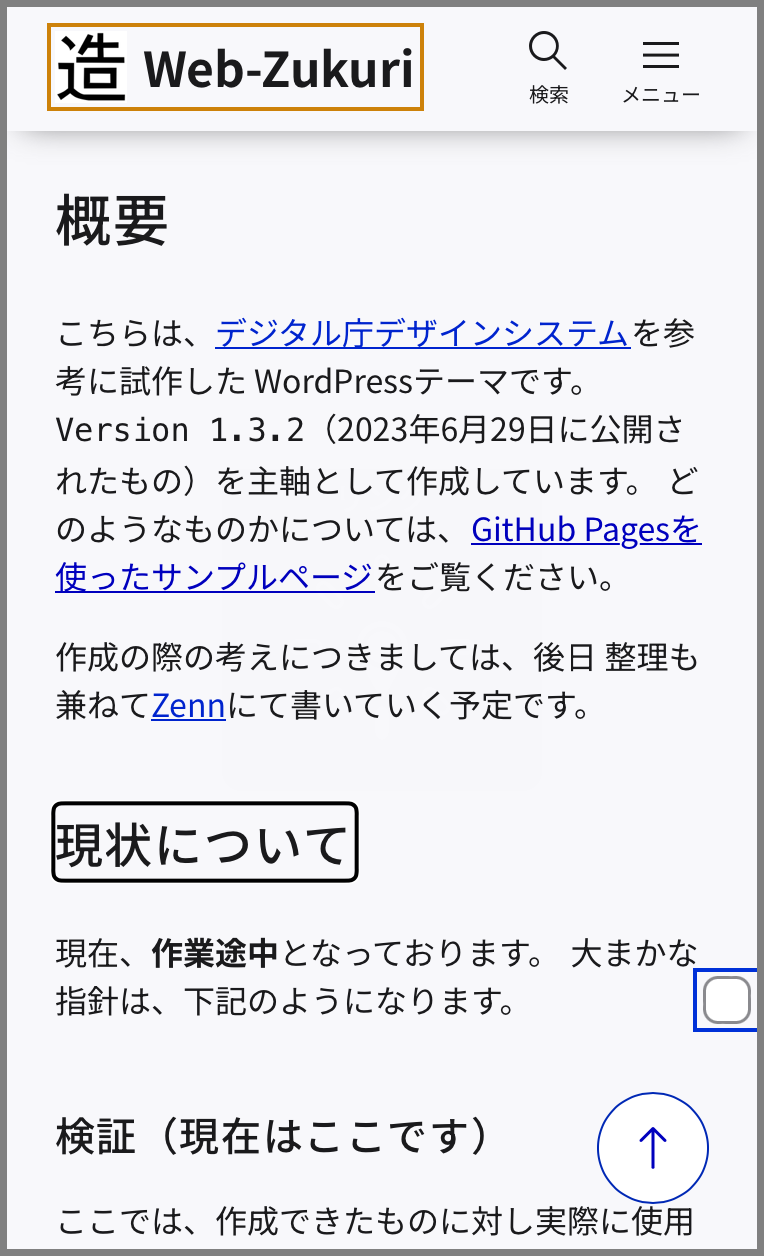 造 Web-Zukuri
検索
メニュー
概要
こちらは、デジタル庁デザインシステムを参
考に試作した WordPressテーマです。
Version 1.3.2（2023年6月29日に公開さ
れたもの）を主軸として作成しています。 ど
のようなものかについては、GitHub Pagesを
使ったサンプルページをご覧ください。
作成の際の考えにつきましては、後日 整理も
兼ねてZennにて書いていく予定です。
現状について
現在、作業途中となっております。 大まかな
指針は、下記のようになります。
検証（現在はここです）
ここでは、作成できたものに対し実際に使用